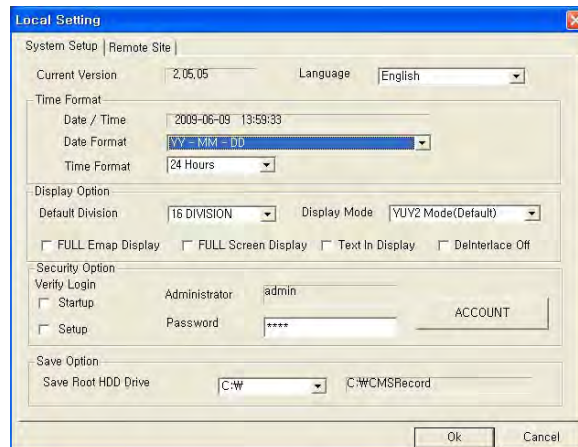 Local Setting
System Setup Remote Site
Current Version 2,05,05 Language English
Time Format
Date / Time 2009-06-09 13:59:33
Date Format YY - MM - DD
Time Format 24 Hours
Display Option
Default Division 16 DIVISION Display Mode YUY2 Mode(Default)
FULL Emap Display FULL Screen Display Text In Display DeInterlace Off
Security Option
Verify Login
Startup Administrator admin
ACCOUNT
Setup Password ****
Save Option
Save Root HDD Drive C:₩ C:₩CMSRecord
Ok Cancel